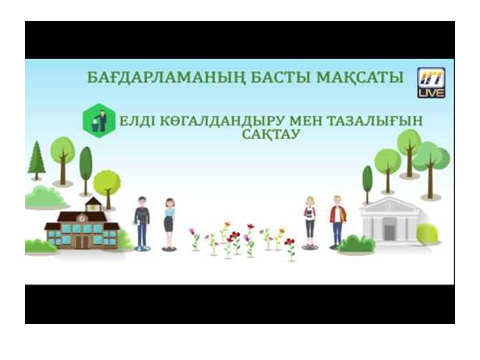 БАҒДАРЛАМАНЫҢ БАСТЫ МАҚСАТЫ
LIVE
ЕЛДІ КӨГАЛДАНДЫРУ МЕН ТАЗАЛЫҒЫН
САҚТАУ